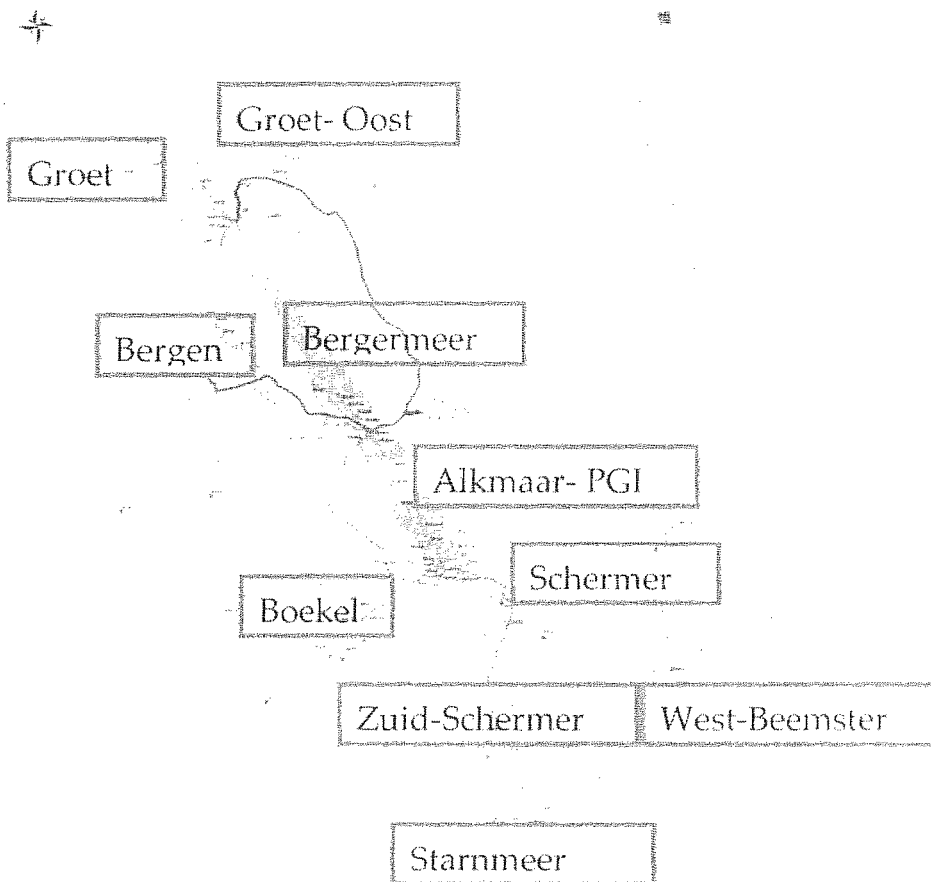 Groet- Oost
Groet
Bergen
Bergermeer
Alkmaar- PGI
Schermer
Boekel
Zuid-Schermer
West-Beemster
Starnmeer